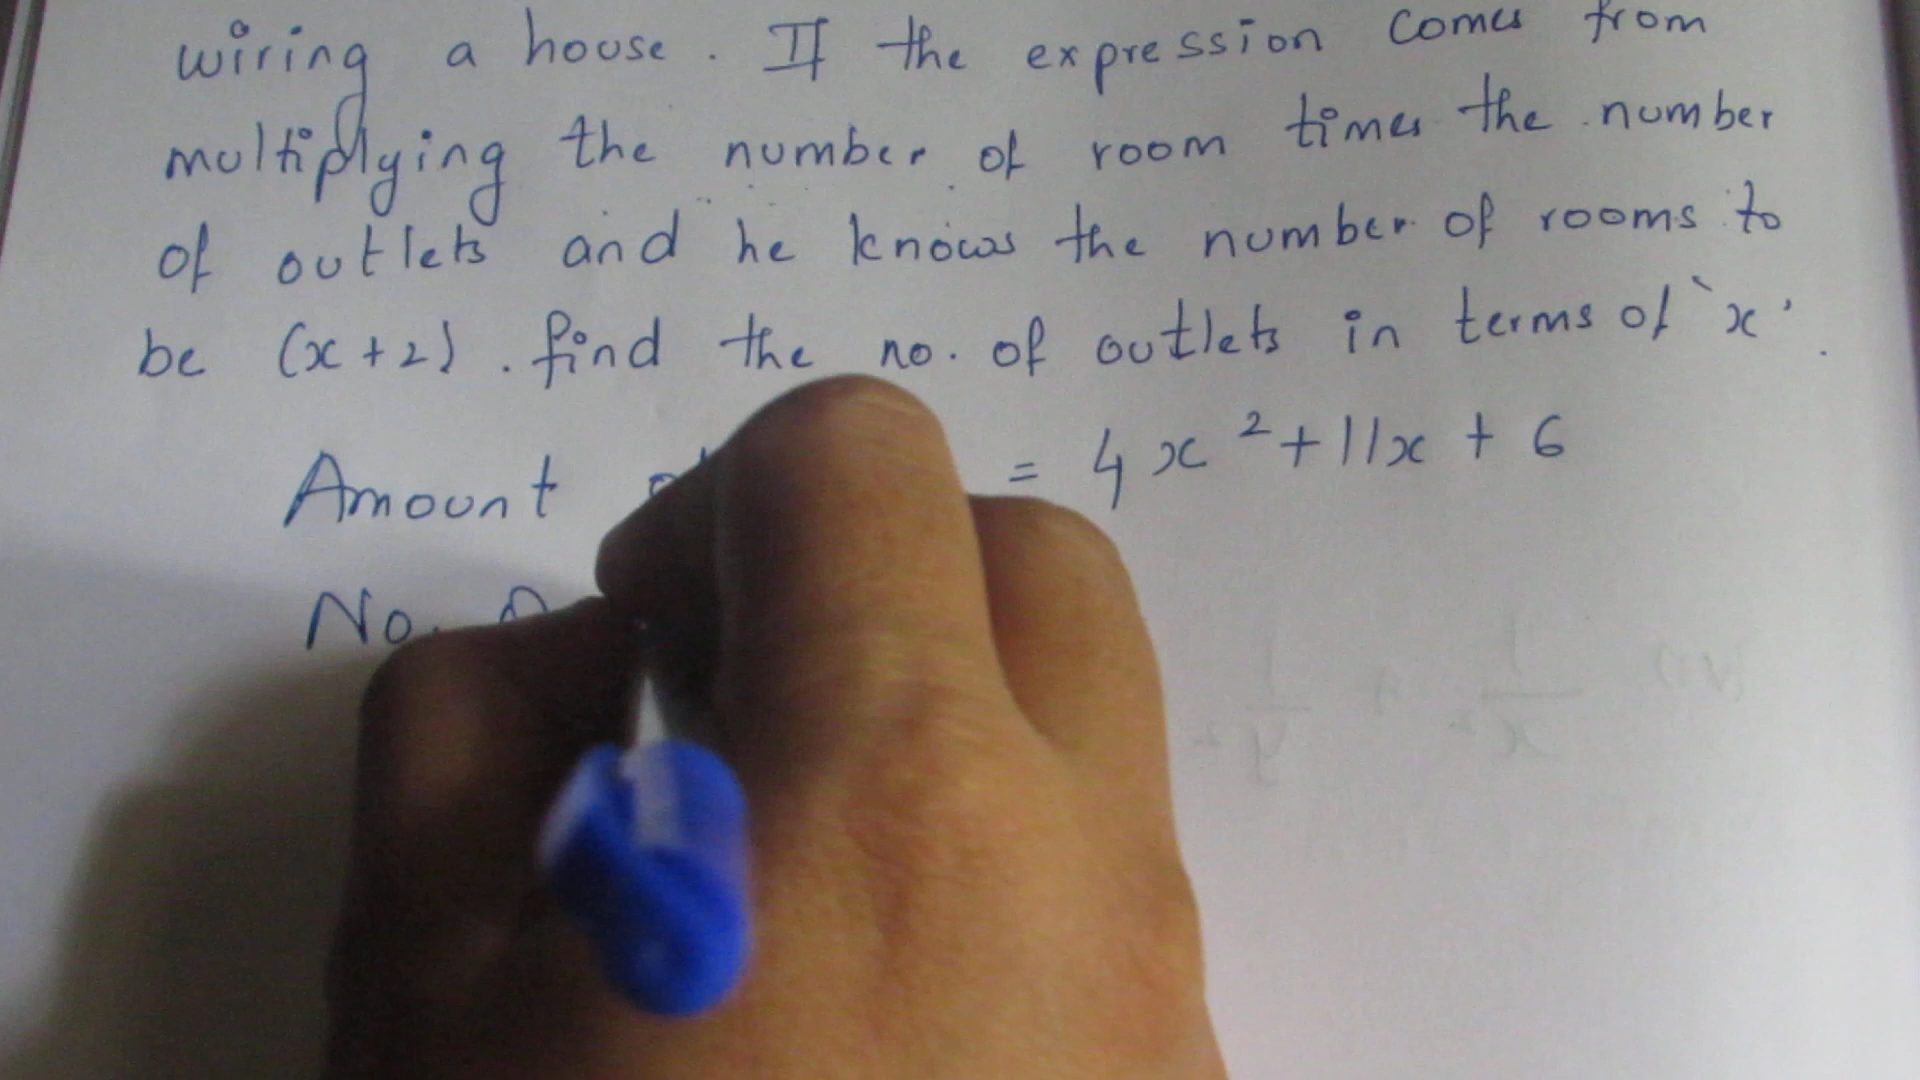 wiring a house. If the expression comes from
multiplying the number of room times the number
of outlets and he knows the number of rooms to
be (x+2). find the no. of outlets in terms of `x'.
Amount = 4x²+11x + 6
No.